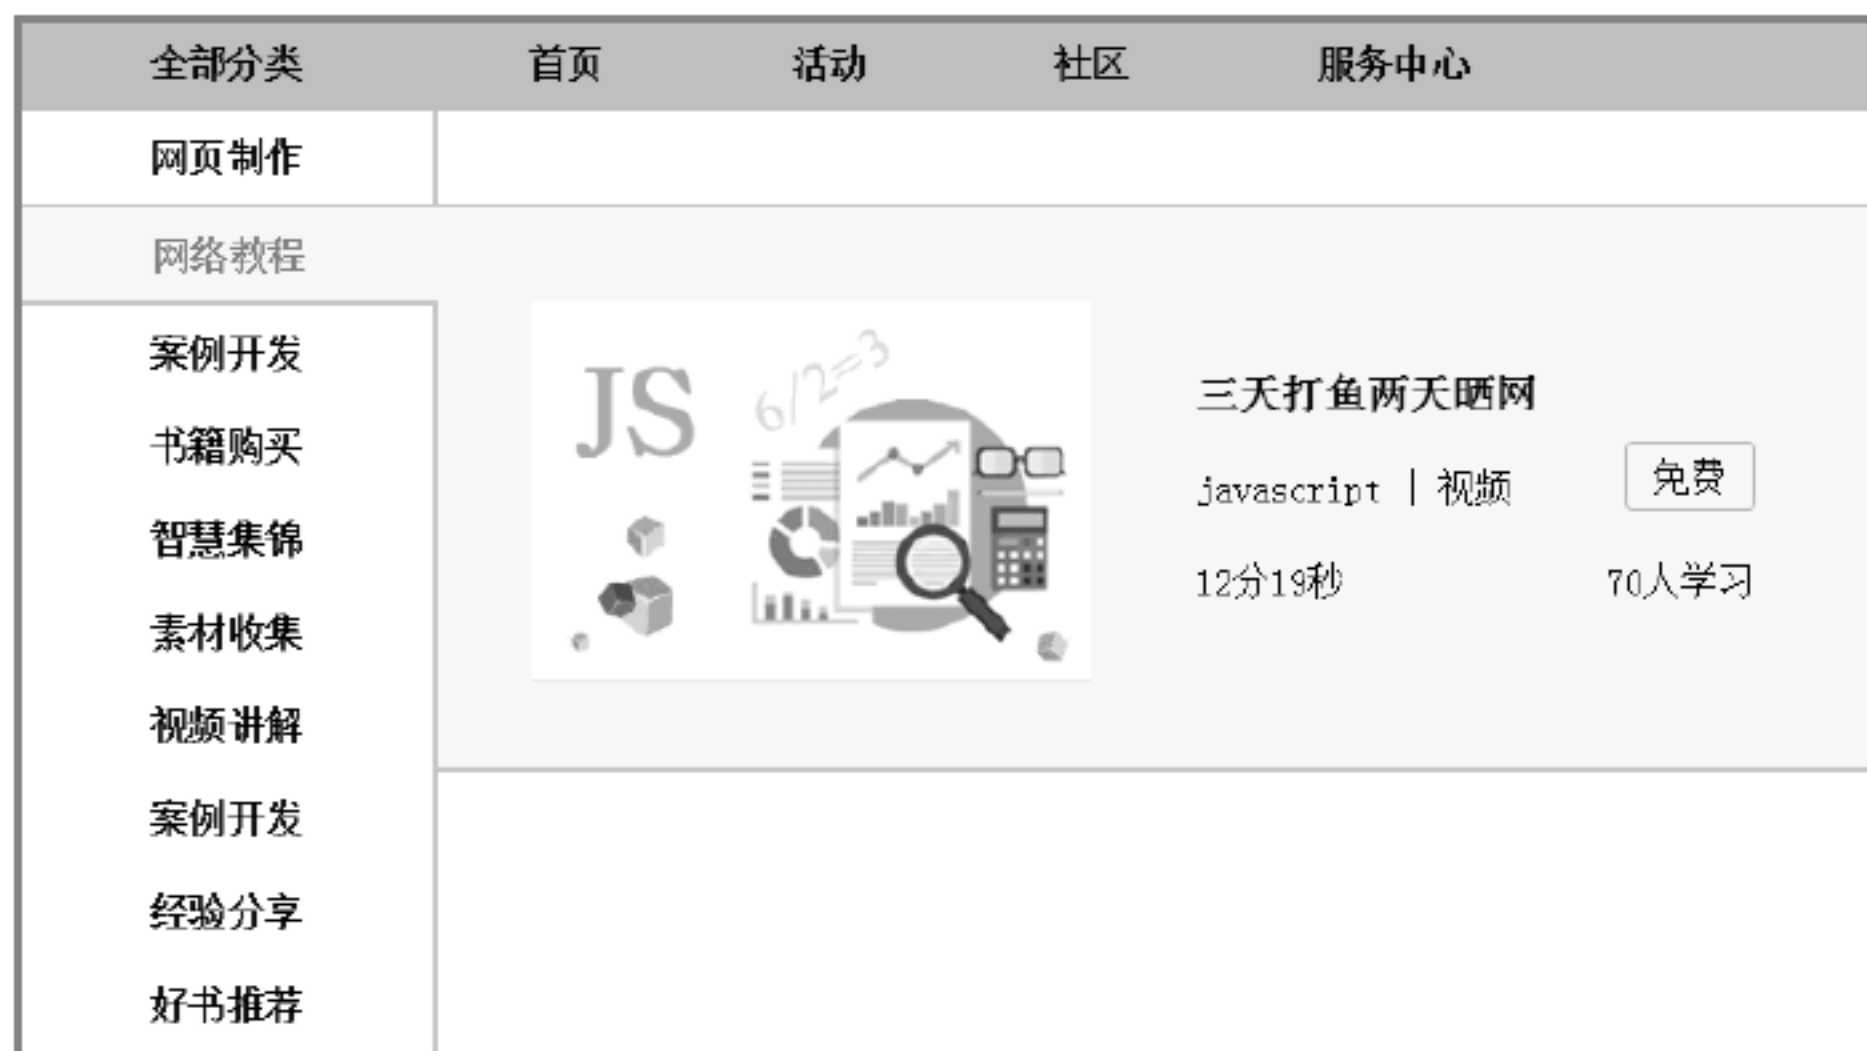 全部分类 首页 活动 社区 服务中心
网页制作
网络教程
案例开发
书籍购买
智慧集锦
素材收集
视频讲解
案例开发
经验分享
好书推荐
JS
6/2=3
三天打鱼两天晒网
javascript | 视频 免费
12分19秒 70人学习